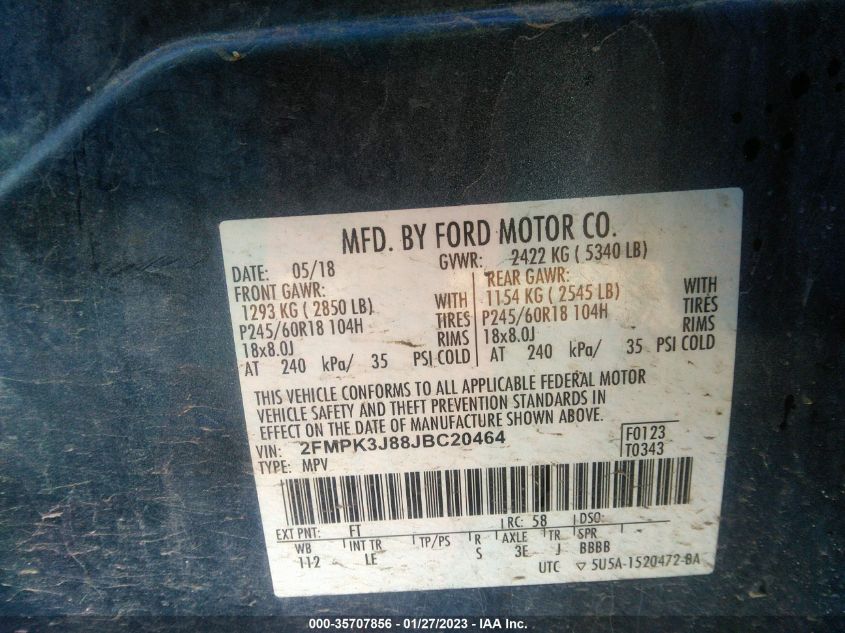 MFD. BY FORD MOTOR CO.
DATE: 05/18 GVWR: 2422 KG ( 5340 LB)
FRONT GAWR: REAR GAWR:
1293 KG ( 2850 LB) WITH 1154 KG ( 2545 LB) WITH
P245/60R18 104H TIRES P245/60R18 104H TIRES
18x8.0J RIMS 18x8.0J RIMS
AT 240 kPa/ 35 PSI COLD AT 240 kPa/ 35 PSI COLD
THIS VEHICLE CONFORMS TO ALL APPLICABLE FEDERAL MOTOR
VEHICLE SAFETY AND THEFT PREVENTION STANDARDS IN
EFFECT ON THE DATE OF MANUFACTURE SHOWN ABOVE.
VIN: 2FMPK3J88JBC20464 F0123
TYPE: MPV T0343
EXT PNT: FT RC: 58 DSO:
WB INT TR TP/PS R AXLE TR SPR
112 LE S 3E J BBBB
UTC ▽ 5U5A-1520472-BA
000-35707856 — 01/27/2023 — IAA Inc.